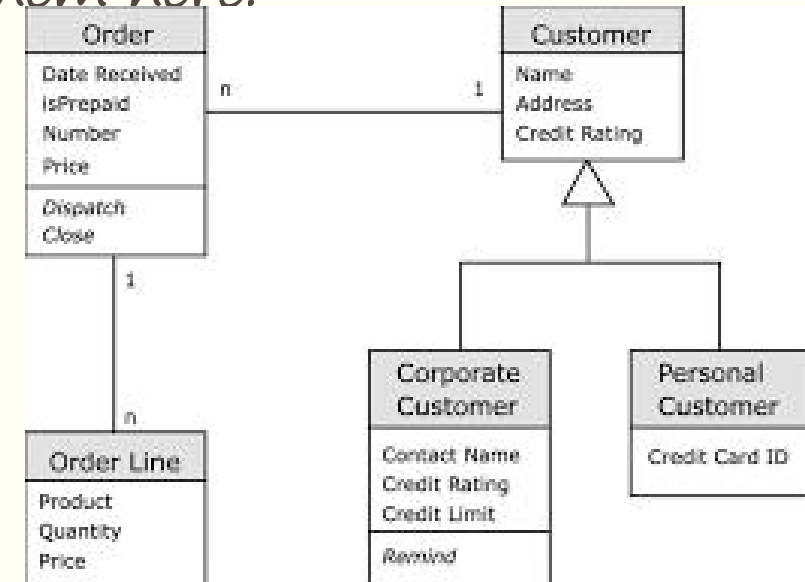 Order
Date Received
isPrepaid
Number
Price
Dispatch
Close
n
1
Customer
Name
Address
Credit Rating
1
n
Order Line
Product
Quantity
Price
Corporate
Customer
Contact Name
Credit Rating
Credit Limit
Remind
Personal
Customer
Credit Card ID